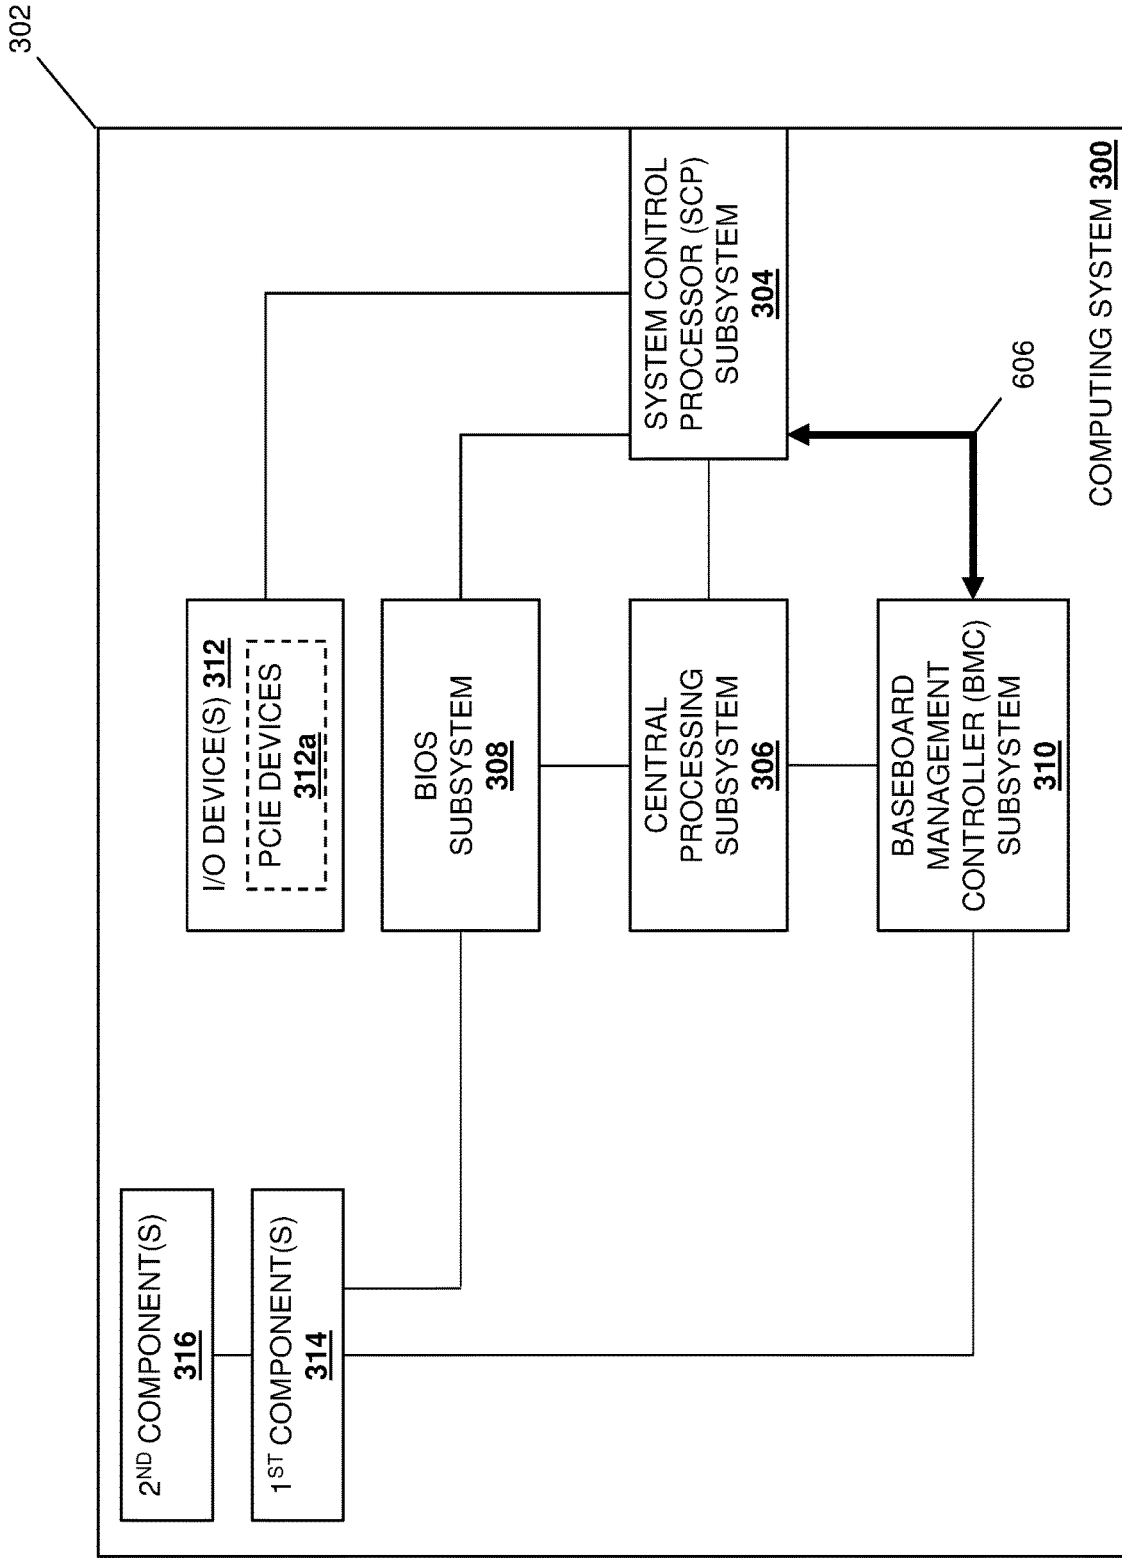 302
2ND COMPONENT(S)
316
1ST COMPONENT(S)
314
I/O DEVICE(S) 312
PCIE DEVICES
312a
BIOS
SUBSYSTEM
308
CENTRAL
PROCESSING
SUBSYSTEM
306
BASEBOARD
MANAGEMENT
CONTROLLER (BMC)
SUBSYSTEM
310
SYSTEM CONTROL
PROCESSOR (SCP)
SUBSYSTEM
304
606
COMPUTING SYSTEM 300